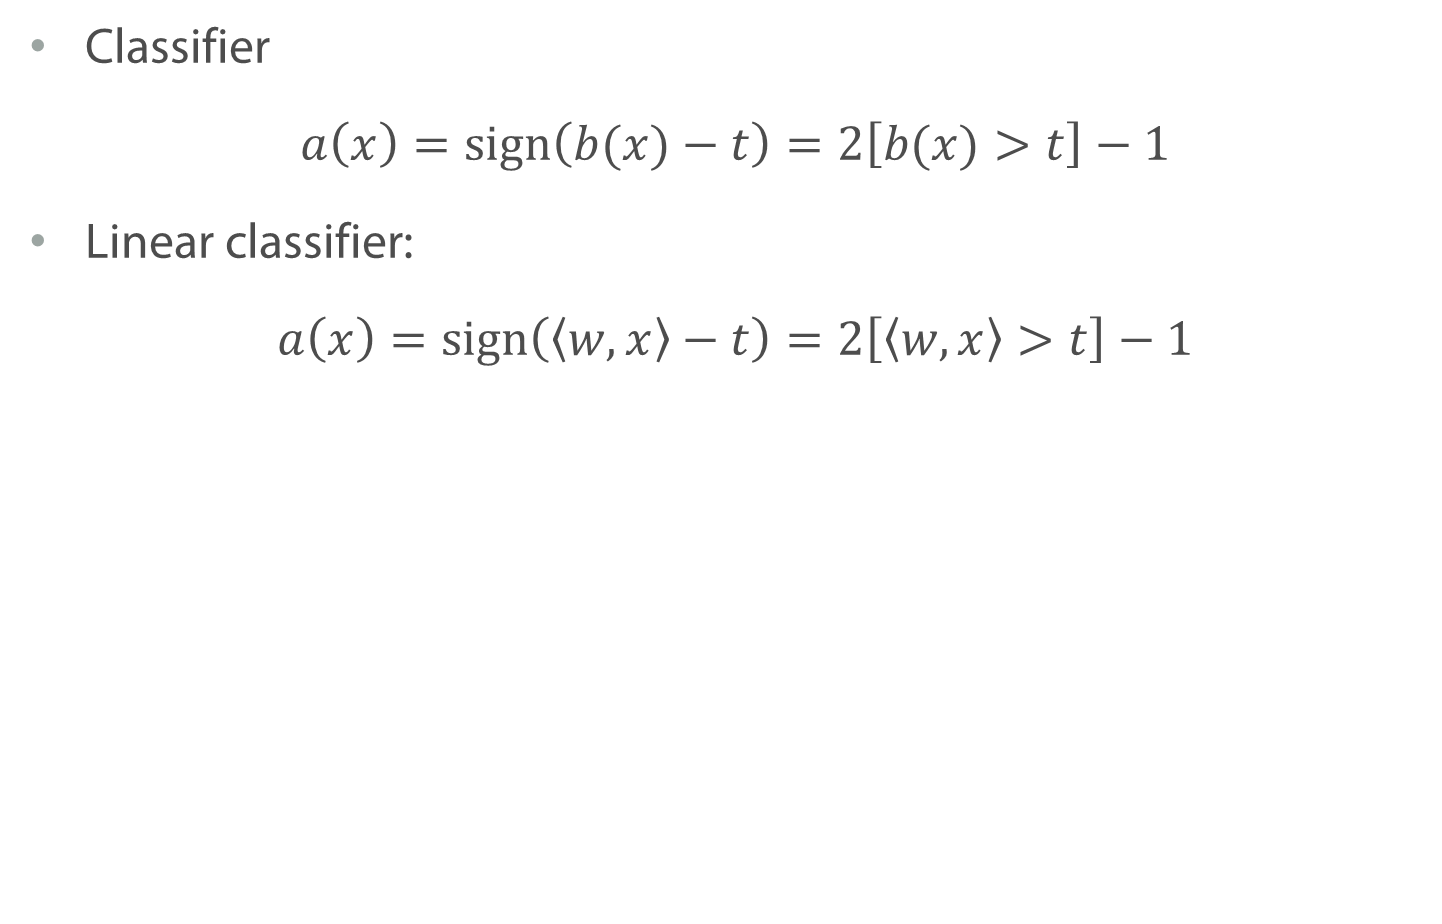 • Classifier
a(x) = sign(b(x) − t) = 2[b(x) > t] − 1
• Linear classifier:
a(x) = sign(⟨w, x⟩ − t) = 2[⟨w, x⟩ > t] − 1